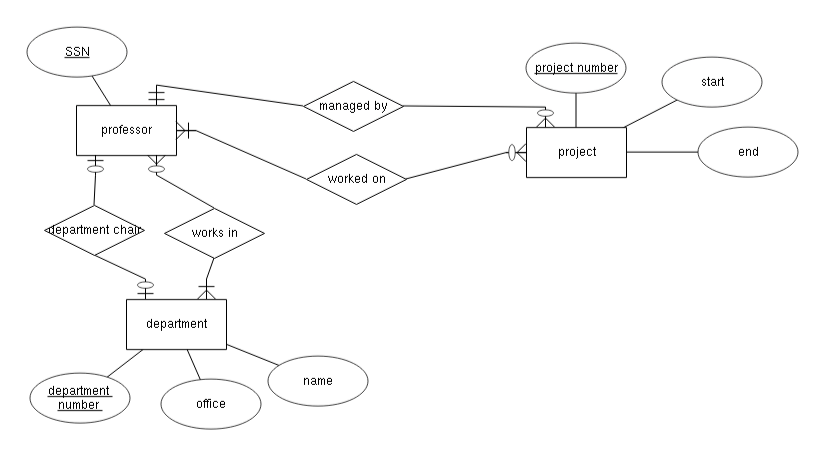 SSN
project number
start
managed by
professor
project
end
worked on
department chair
works in
department
name
department
number
office